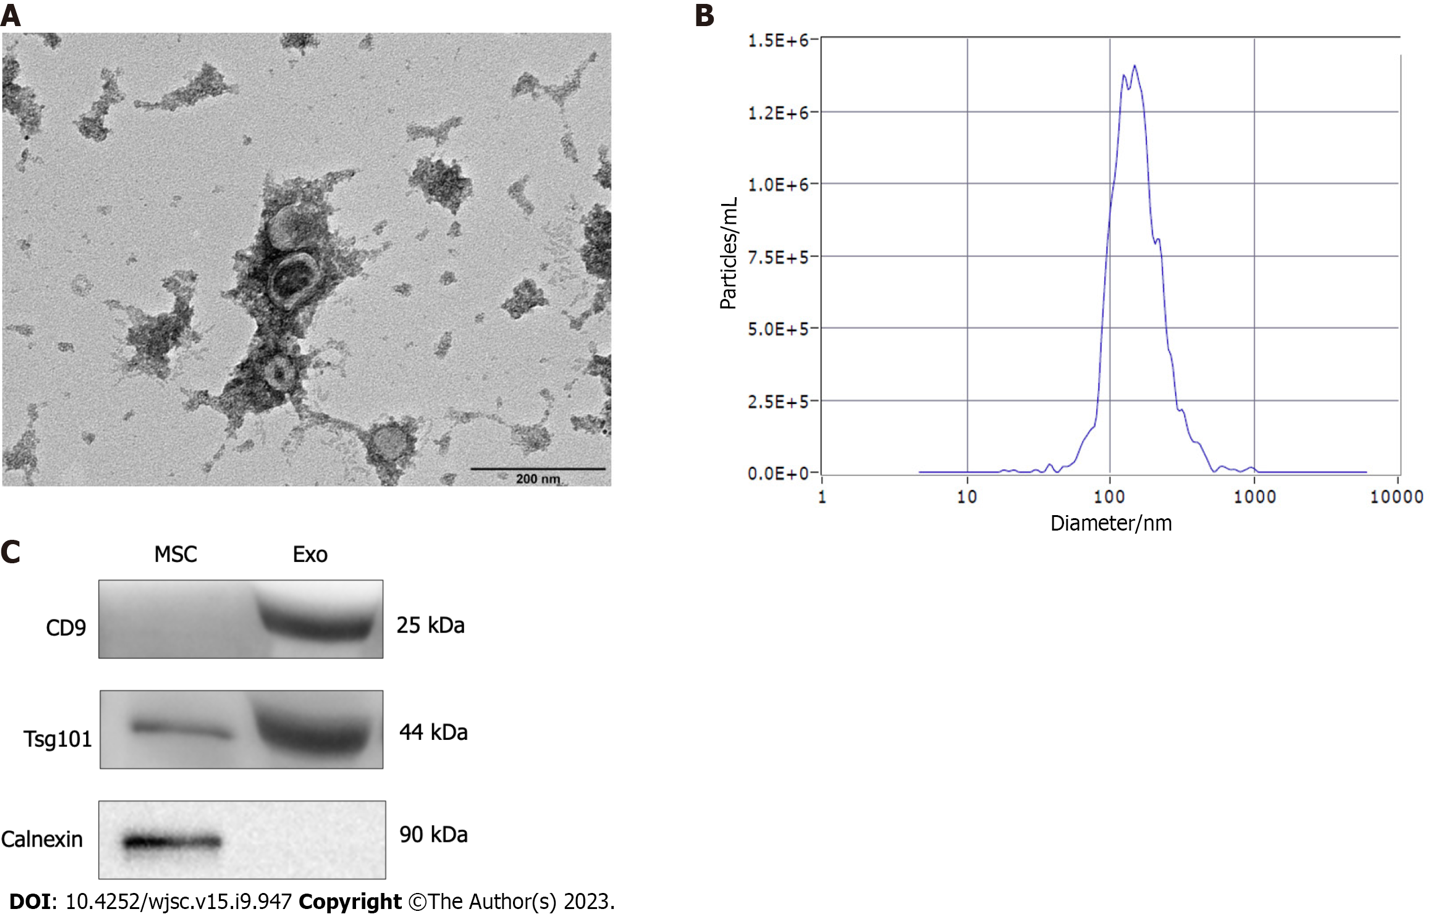 A
200 nm
B
1.5E+6
1.2E+6
1.0E+6
7.5E+5
5.0E+5
2.5E+5
0.0E+0
Particles/mL
1 10 100 1000 10000
Diameter/nm
C
MSC Exo
CD9 25 kDa
Tsg101 44 kDa
Calnexin 90 kDa
DOI: 10.4252/wjsc.v15.i9.947 Copyright ©The Author(s) 2023.